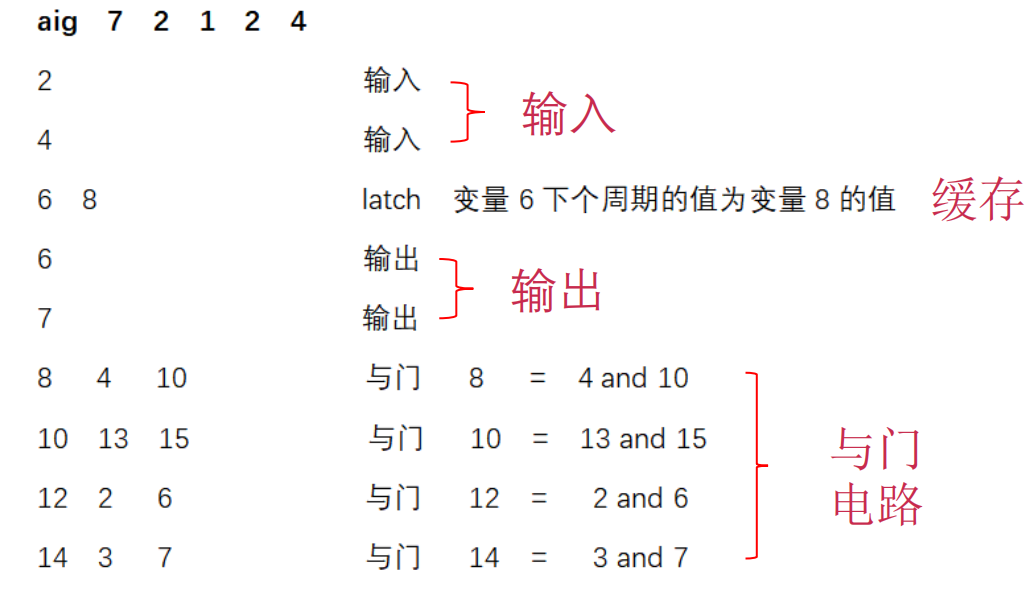 aig 7 2 1 2 4
2 输入
4 输入
输入
6 8 latch 变量 6 下个周期的值为变量 8 的值 缓存
6 输出
7 输出
输出
8 4 10 与门 8 = 4 and 10
10 13 15 与门 10 = 13 and 15
12 2 6 与门 12 = 2 and 6
14 3 7 与门 14 = 3 and 7
与门
电路